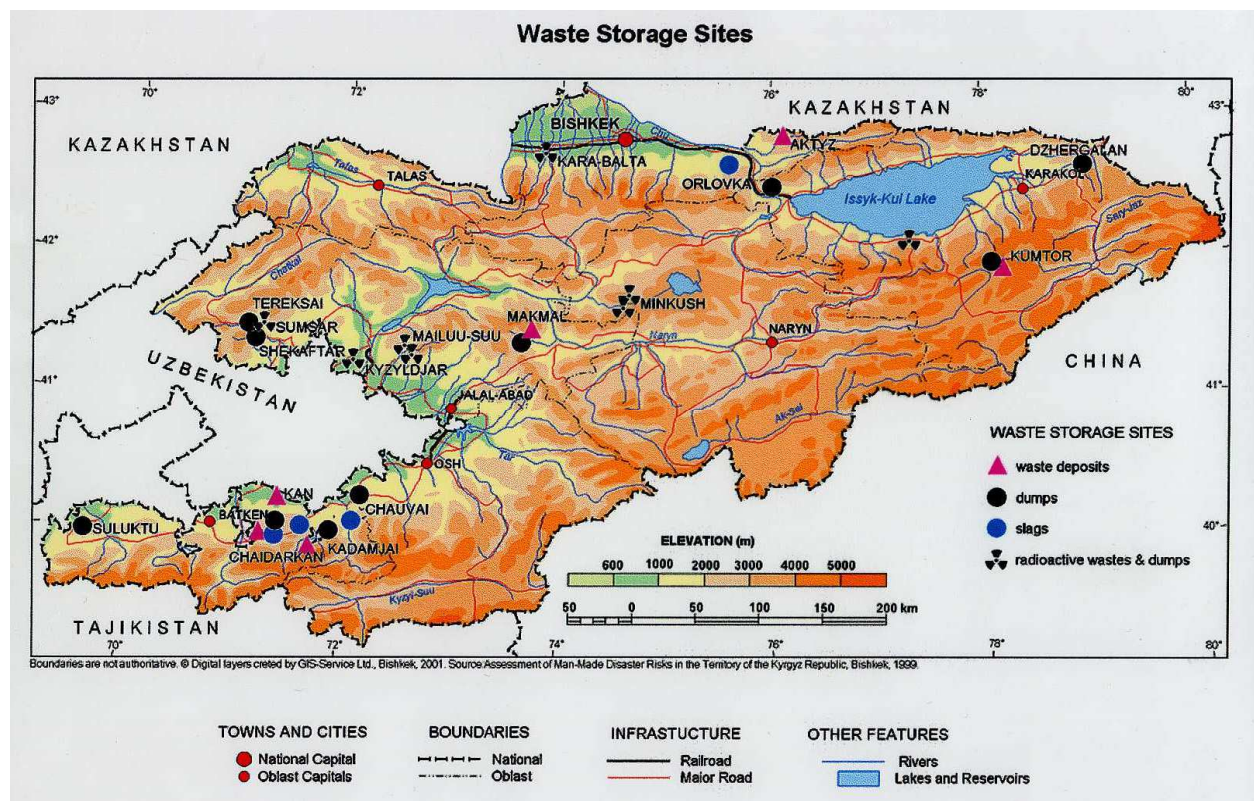 Waste Storage Sites
70° 72° 76° 78° 80°
43° 43°
KAZAKHSTAN
KAZAKHSTAN
BISHKEK
Chu
AKTYZ
KARA-BALTA
DZHERGALAN
ORLOVKA
KARAKOL
Talas
TALAS
Issyk-Kul Lake
Sary-Jaz
42°
KUMTOR
Chatkal
TEREKSAI
MINKUSH
SUMSAR
MAKMAL
MAILUU-SUU
Naryn
NARYN
SHEKAFTAR
KYZYLDJAR
UZBEKISTAN
CHINA
41° 41°
JALAL-ABAD
Ak-Sai
WASTE STORAGE SITES
waste deposits
dumps
slags
radioactive wastes & dumps
Tar
OSH
KAN
CHAUVAI
BATKEN
SULUKTU
40°
CHAIDARKAN
KADAMJAI
ELEVATION (m)
600 1000 2000 3000 4000 5000
50 0 50 100 150 200 km
Kyzyl-Suu
TAJIKISTAN
70° 72° 74° 76° 78° 80°
Boundaries are not authoritative. © Digital layers creted by GIS-Service Ltd., Bishkek, 2001. Source:Assessment of Man-Made Disaster Risks in the Territory of the Kyrgyz Republic, Bishkek, 1999.
TOWNS AND CITIES
National Capital
Oblast Capitals
BOUNDARIES
National
Oblast
INFRASTUCTURE
Railroad
Maior Road
OTHER FEATURES
Rivers
Lakes and Reservoirs